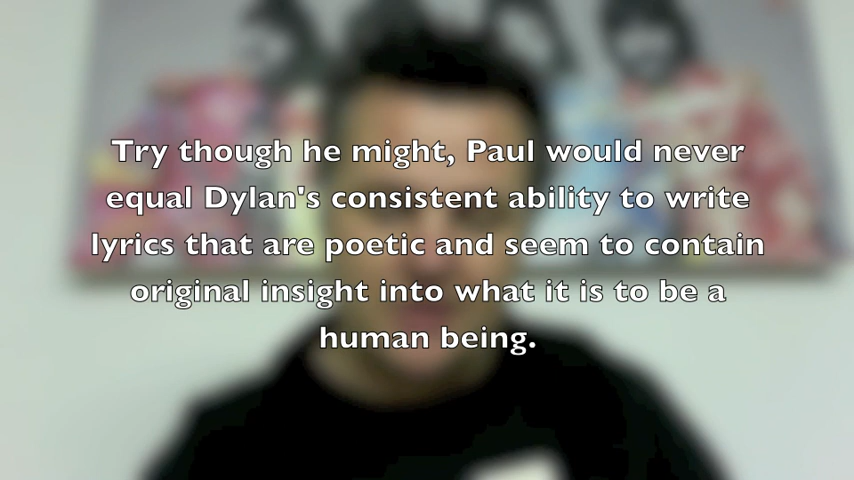 Try though he might, Paul would never
equal Dylan's consistent ability to write
lyrics that are poetic and seem to contain
original insight into what it is to be a
human being.